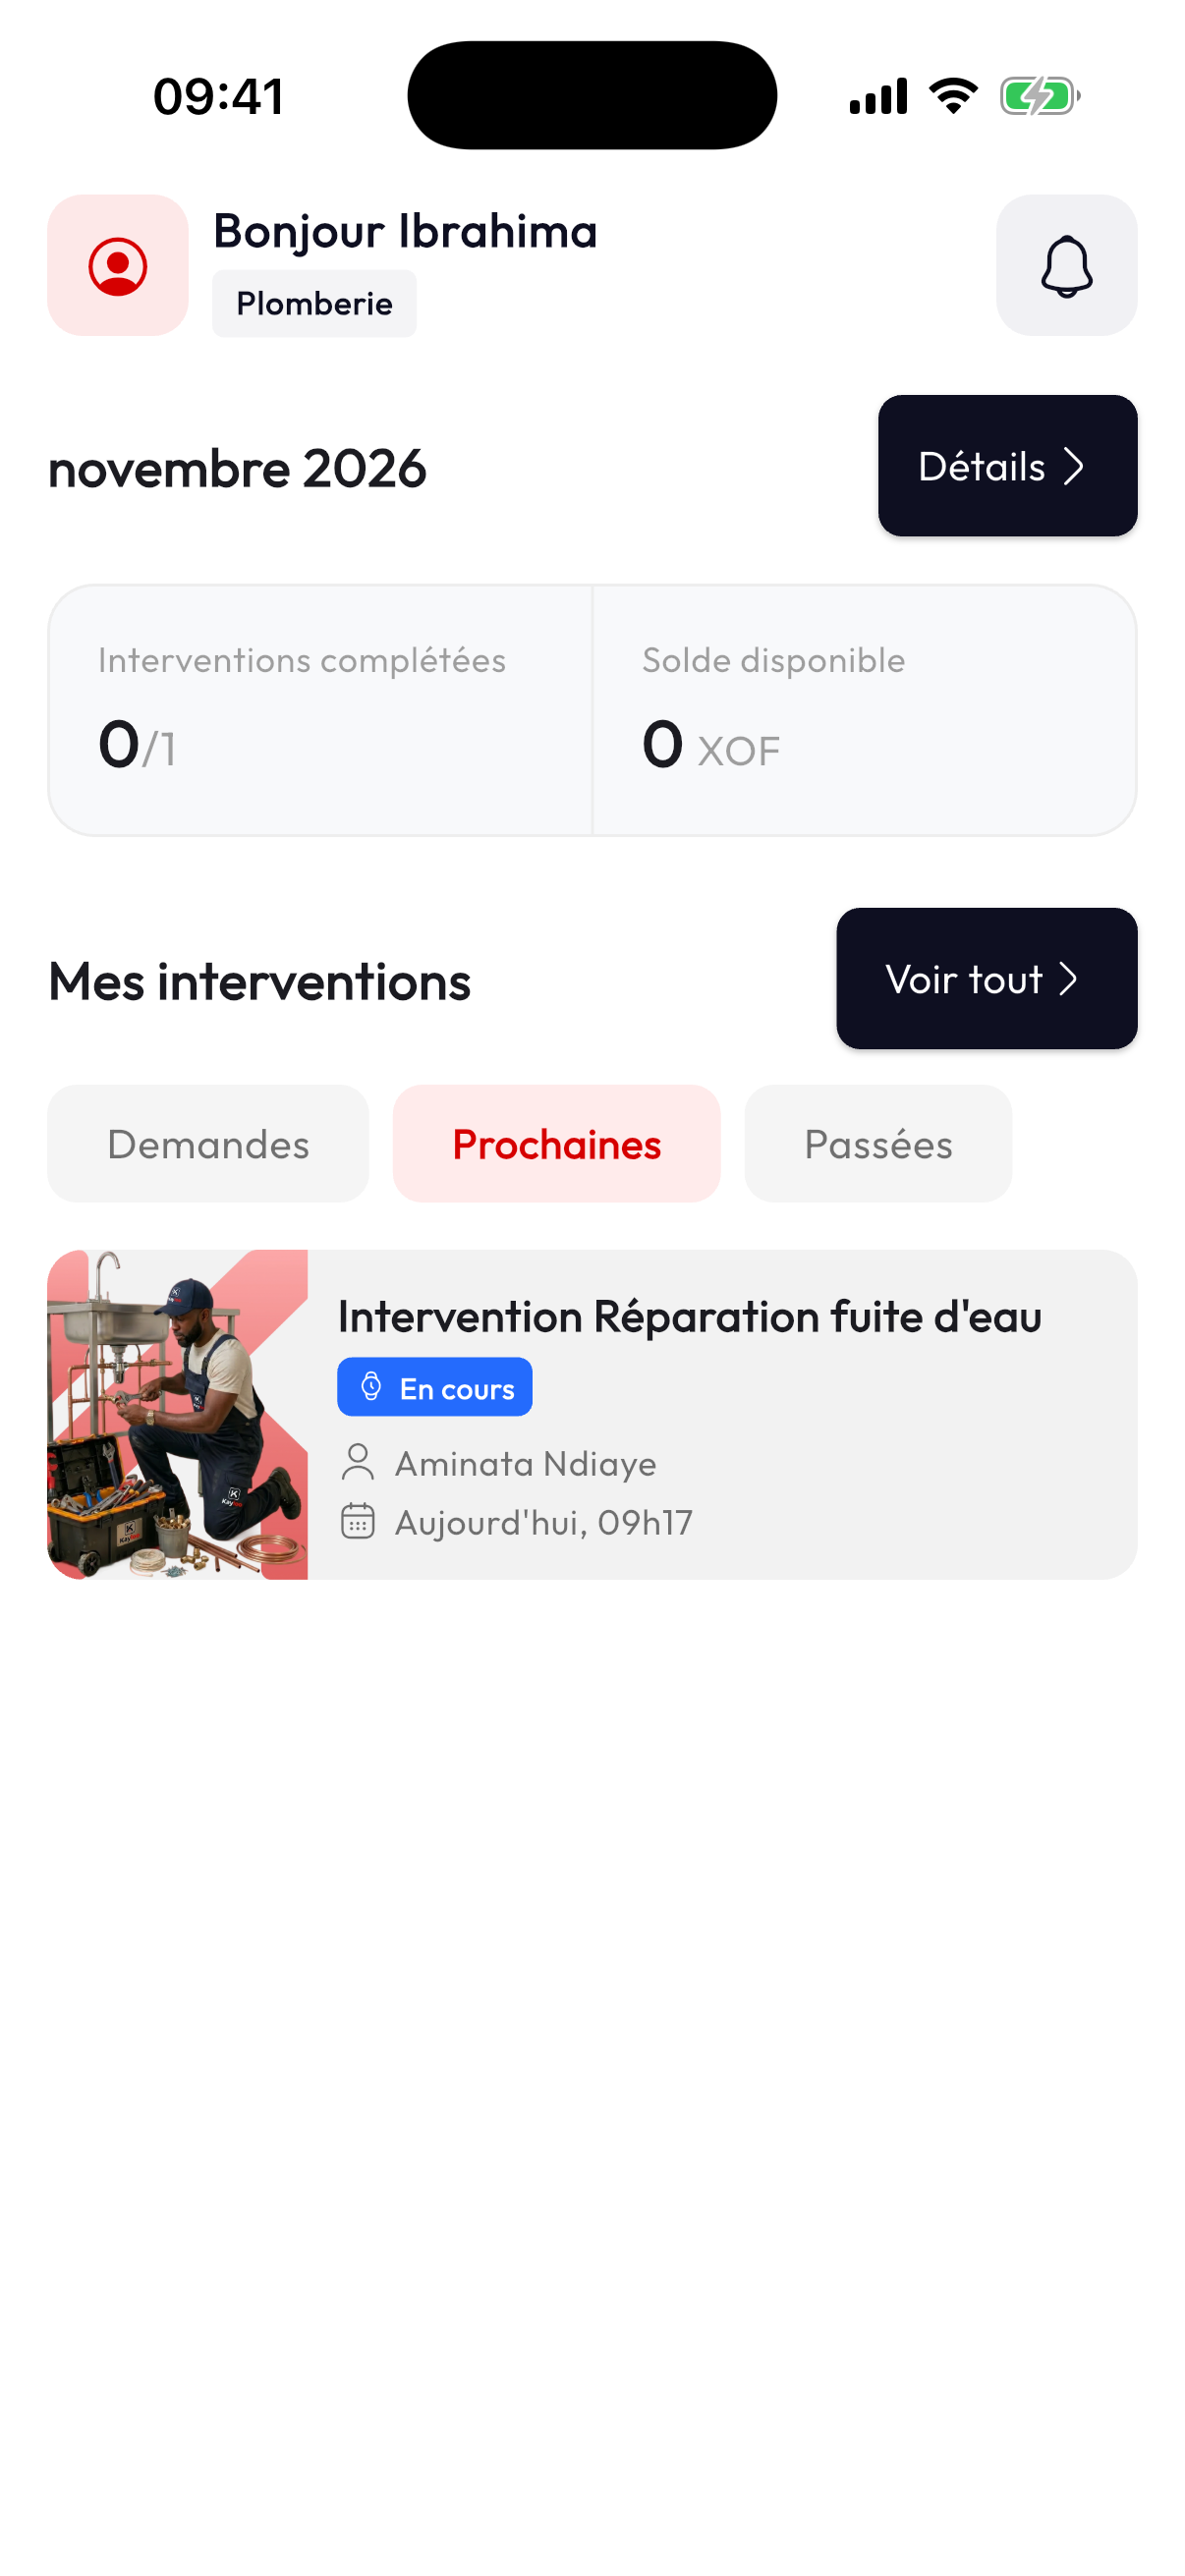 09:41
Bonjour Ibrahima
Plomberie
novembre 2026
Détails
Interventions complétées
0/1
Solde disponible
0 XOF
Mes interventions
Voir tout
Demandes
Prochaines
Passées
Intervention Réparation fuite d'eau
En cours
Aminata Ndiaye
Aujourd'hui, 09h17